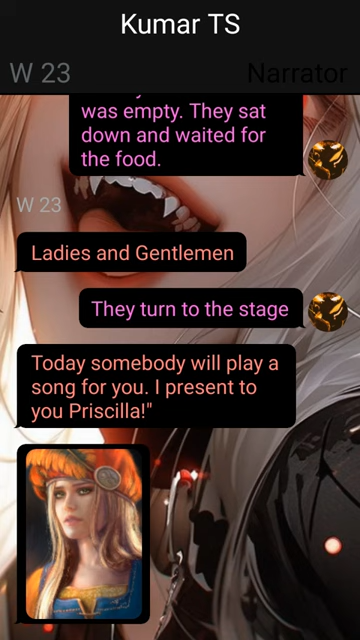 Kumar TS
W 23
Narrator
was empty. They sat
down and waited for
the food.
W 23
Ladies and Gentlemen
They turn to the stage
Today somebody will play a
song for you. I present to
you Priscilla!"